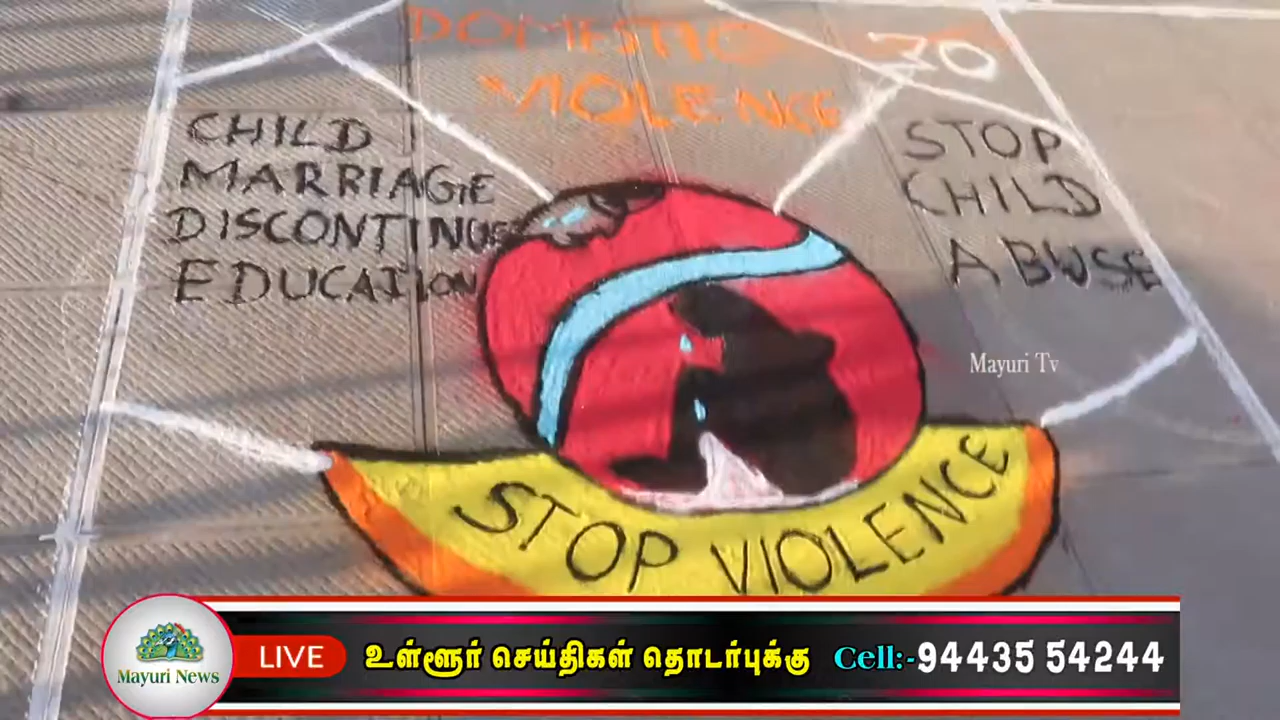 DOMESTIC
VIOLENCE
70
CHILD
MARRIAGE
DISCONTINUE
EDUCATION
STOP
CHILD
ABUSE
Mayuri Tv
STOP VIOLENCE
Mayuri News
LIVE
உள்ளூர் செய்திகள் தொடர்புக்கு Cell:-94435 54244